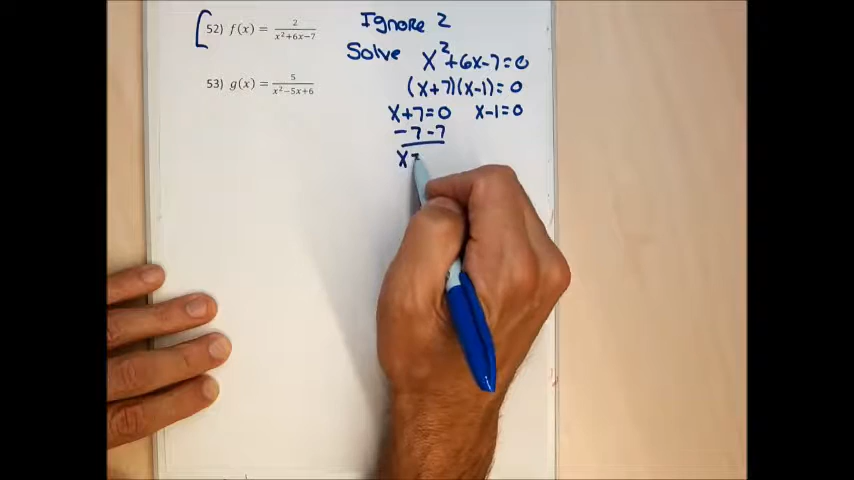 52) f(x) = 2/(x²+6x−7)
53) g(x) = 5/(x²−5x+6)
Ignore 2
Solve x²+6x-7=0
(x+7)(x-1)=0
x+7=0 x-1=0
-7 -7
x=